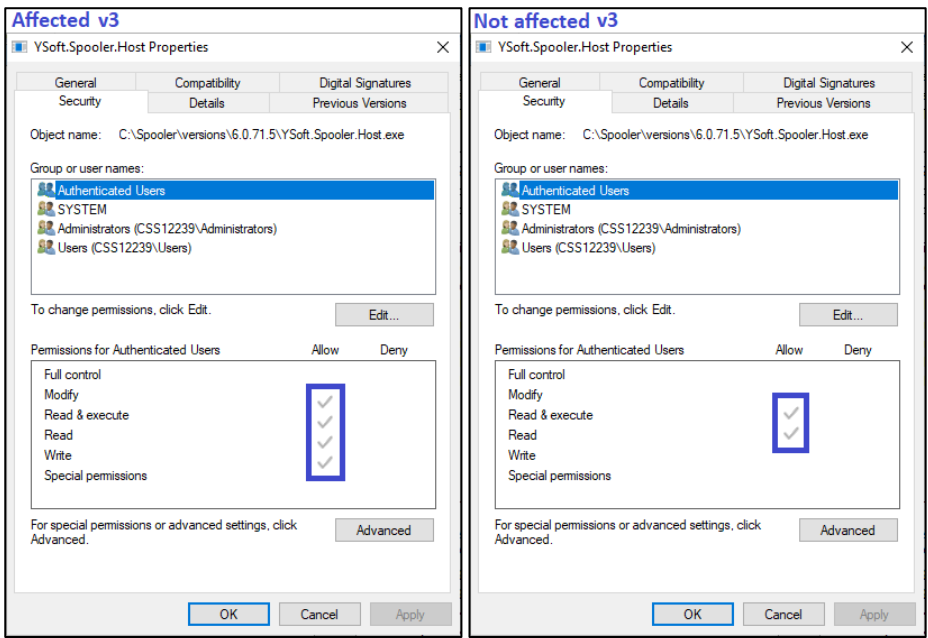 Affected v3
YSoft.Spooler.Host Properties
General Compatibility Digital Signatures
Security Details Previous Versions
Object name: C:\Spooler\versions\6.0.71.5\YSoft.Spooler.Host.exe
Group or user names:
Authenticated Users
SYSTEM
Administrators (CSS12239\Administrators)
Users (CSS12239\Users)
To change permissions, click Edit.
Edit...
Permissions for Authenticated Users Allow Deny
Full control
Modify
Read & execute
Read
Write
Special permissions
For special permissions or advanced settings, click
Advanced.
Advanced
OK Cancel Apply
Not affected v3
YSoft.Spooler.Host Properties
General Compatibility Digital Signatures
Security Details Previous Versions
Object name: C:\Spooler\versions\6.0.71.5\YSoft.Spooler.Host.exe
Group or user names:
Authenticated Users
SYSTEM
Administrators (CSS12239\Administrators)
Users (CSS12239\Users)
To change permissions, click Edit.
Edit...
Permissions for Authenticated Users Allow Deny
Full control
Modify
Read & execute
Read
Write
Special permissions
For special permissions or advanced settings, click
Advanced.
Advanced
OK Cancel Apply